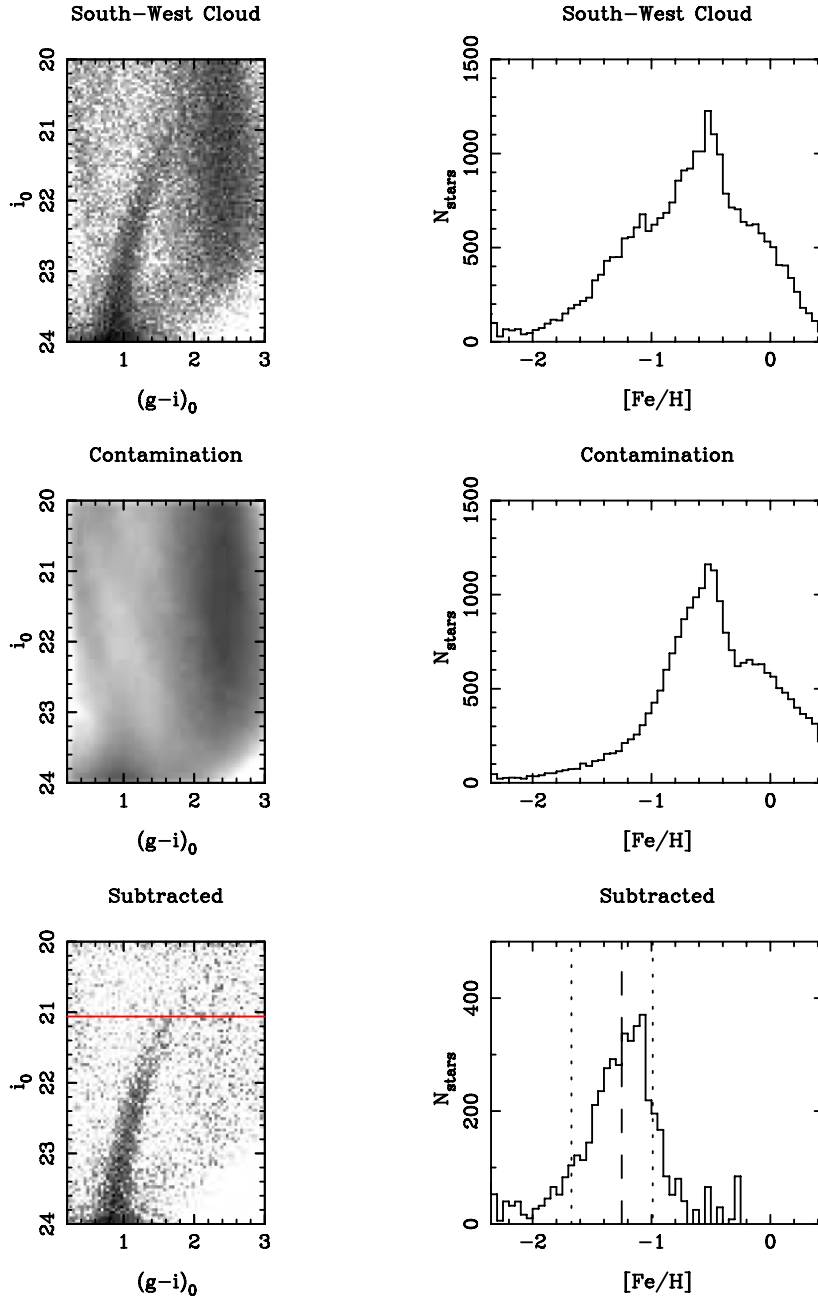 South-West Cloud
20
21
22
23
24
i0
1
2
3
(g-i)0
South-West Cloud
1500
1000
500
0
Nstars
-2
-1
0
[Fe/H]
Contamination
20
21
22
23
24
i0
1
2
3
(g-i)0
Contamination
1500
1000
500
0
Nstars
-2
-1
0
[Fe/H]
Subtracted
20
21
22
23
24
i0
1
2
3
(g-i)0
Subtracted
400
200
0
Nstars
-2
-1
0
[Fe/H]